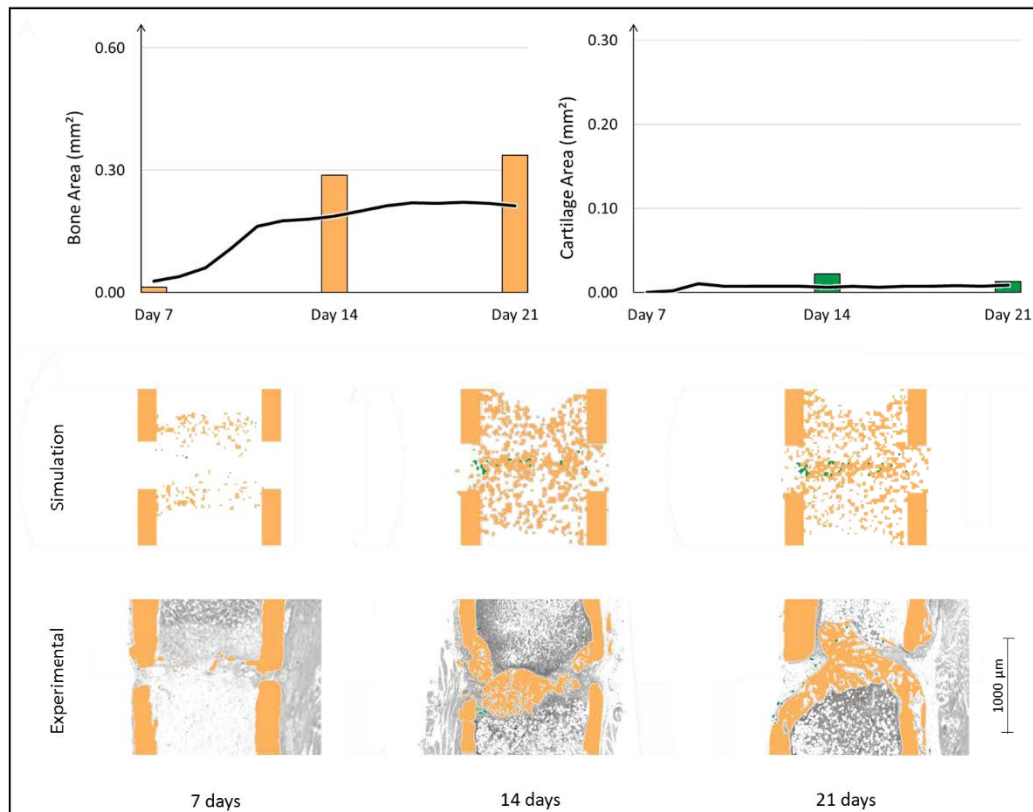 A
Bone Area (mm²)
0.60
0.30
0.00
Day 7
Day 14
Day 21
Cartilage Area (mm²)
0.30
0.20
0.10
0.00
Day 7
Day 14
Day 21
Simulation
Experimental
1000 µm
7 days
14 days
21 days